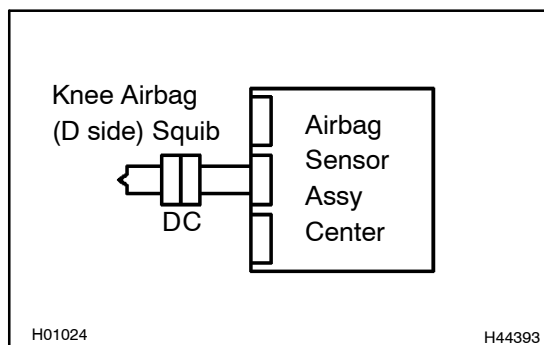 Knee Airbag
(D side) Squib
DC
Airbag
Sensor
Assy
Center
H01024
H44393